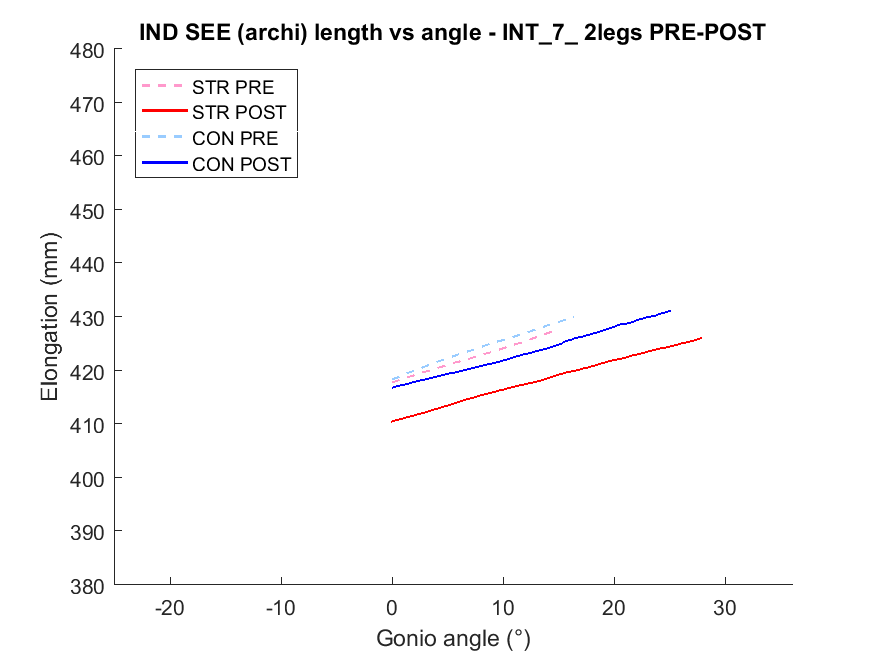 IND SEE (archi) length vs angle - INT_7_ 2legs PRE-POST
480
470
460
450
440
430
420
410
400
390
380
Elongation (mm)
STR PRE
STR POST
CON PRE
CON POST
-20 -10 0 10 20 30
Gonio angle (°)